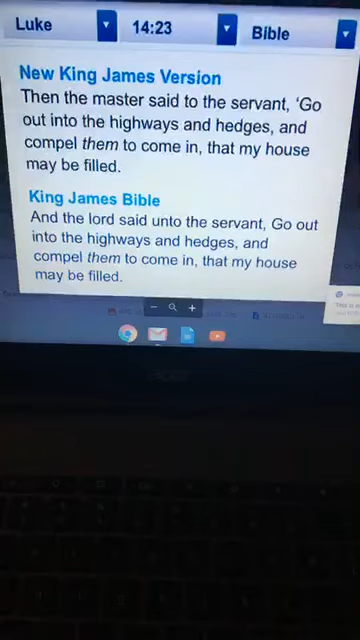 Luke 14:23 Bible
New King James Version
Then the master said to the servant, ‘Go
out into the highways and hedges, and
compel them to come in, that my house
may be filled.
King James Bible
And the lord said unto the servant, Go out
into the highways and hedges, and
compel them to come in, that my house
may be filled.